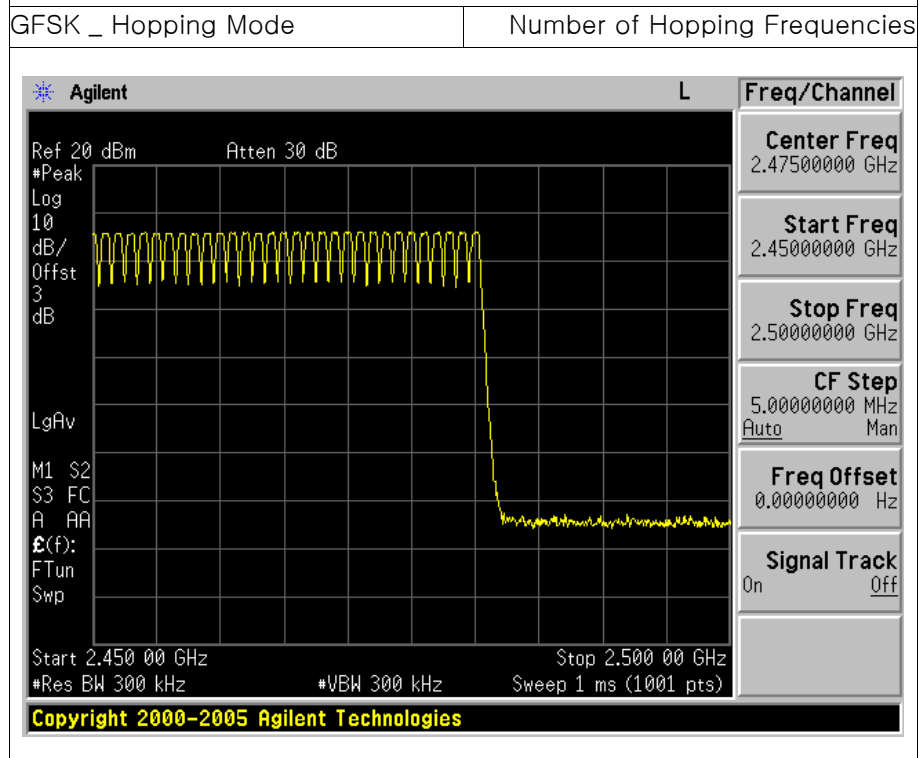 GFSK _ Hopping Mode
Number of Hopping Frequencies
Agilent
L
Freq/Channel
Ref 20 dBm
Atten 30 dB
#Peak
Log
10
dB/
Offst
3
dB
LgAv
M1 S2
S3 FC
A AA
£(f):
FTun
Swp
Start 2.450 00 GHz
Stop 2.500 00 GHz
#Res BW 300 kHz
#VBW 300 kHz
Sweep 1 ms (1001 pts)
Center Freq
2.47500000 GHz
Start Freq
2.45000000 GHz
Stop Freq
2.50000000 GHz
CF Step
5.00000000 MHz
Auto Man
Freq Offset
0.00000000 Hz
Signal Track
On Off
Copyright 2000-2005 Agilent Technologies